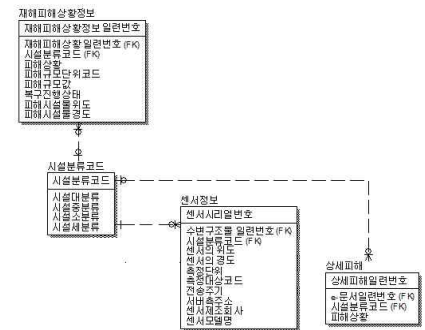 재해피해상황정보
재해피해상황정보 일련번호
재해피해상황 일련번호 (FK)
시설분류코드 (FK)
피해상황
피해규모단위코드
피해규모값
복구진행상태
피해시설물위도
피해시설물경도
시설분류코드
시설분류코드
시설대분류
시설중분류
시설소분류
시설세분류
센서정보
센서시리얼번호
수변구조물 일련번호 (FK)
시설분류코드 (FK)
센서의 위도
센서의 경도
측정단위
측정대상코드
전송주기
서버측주소
센서제조회사
센서모델명
상세피해
상세피해일련번호
e-문서일련번호 (FK)
시설분류코드 (FK)
피해상황